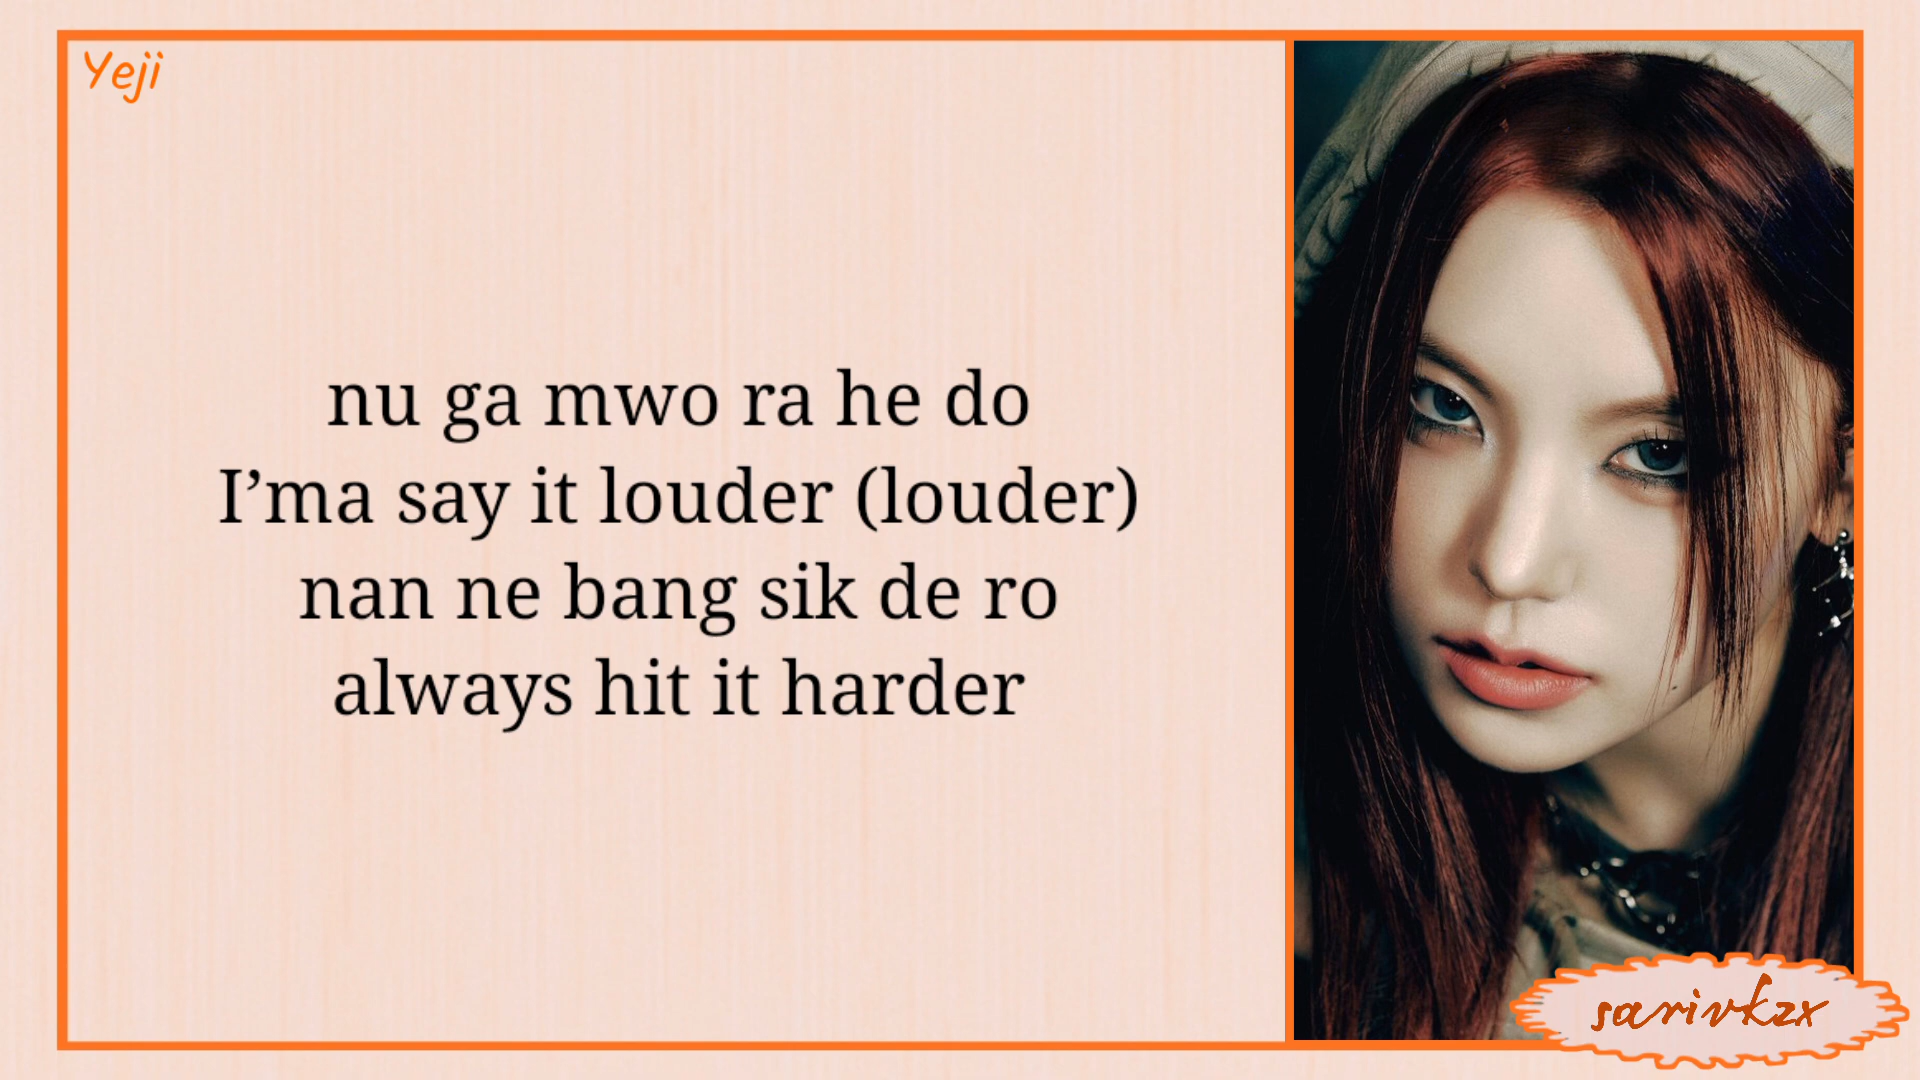 Yeji
nu ga mwo ra he do
I’ma say it louder (louder)
nan ne bang sik de ro
always hit it harder
sarivkzx